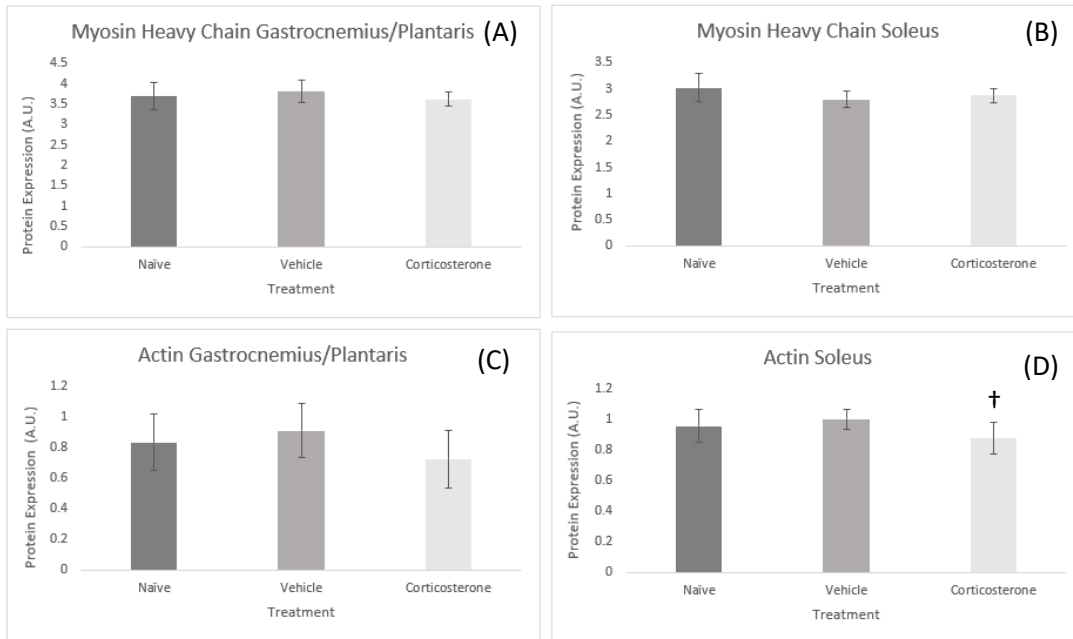 Myosin Heavy Chain Gastrocnemius/Plantaris (A)
Protein Expression (A.U.)
4.5
4
3.5
3
2.5
2
1.5
1
0.5
0
Naïve Vehicle Corticosterone
Treatment
Myosin Heavy Chain Soleus (B)
Protein Expression (A.U.)
3.5
3
2.5
2
1.5
1
0.5
0
Naïve Vehicle Corticosterone
Treatment
Actin Gastrocnemius/Plantaris (C)
Protein Expression (A.U.)
1.2
1
0.8
0.6
0.4
0.2
0
Naïve Vehicle Corticosterone
Treatment
Actin Soleus (D)
Protein Expression (A.U.)
1.2
†
1
0.8
0.6
0.4
0.2
0
Naïve Vehicle Corticosterone
Treatment